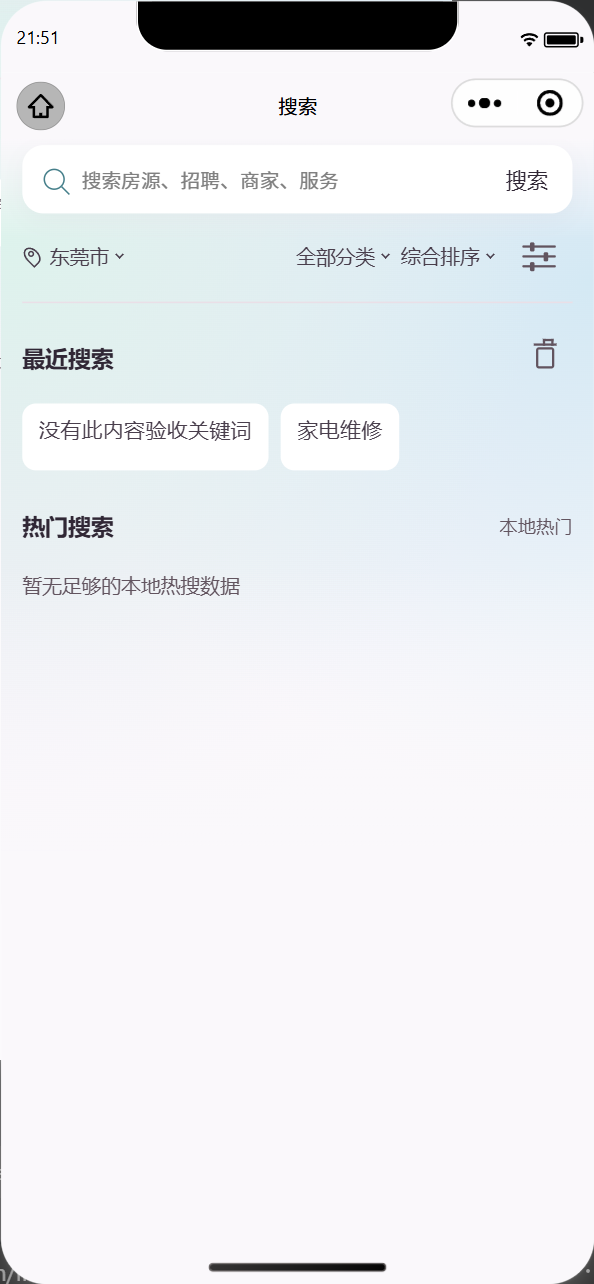 21:51
搜索
搜索房源、招聘、商家、服务
搜索
东莞市
全部分类
综合排序
最近搜索
没有此内容验收关键词
家电维修
热门搜索
本地热门
暂无足够的本地热搜数据